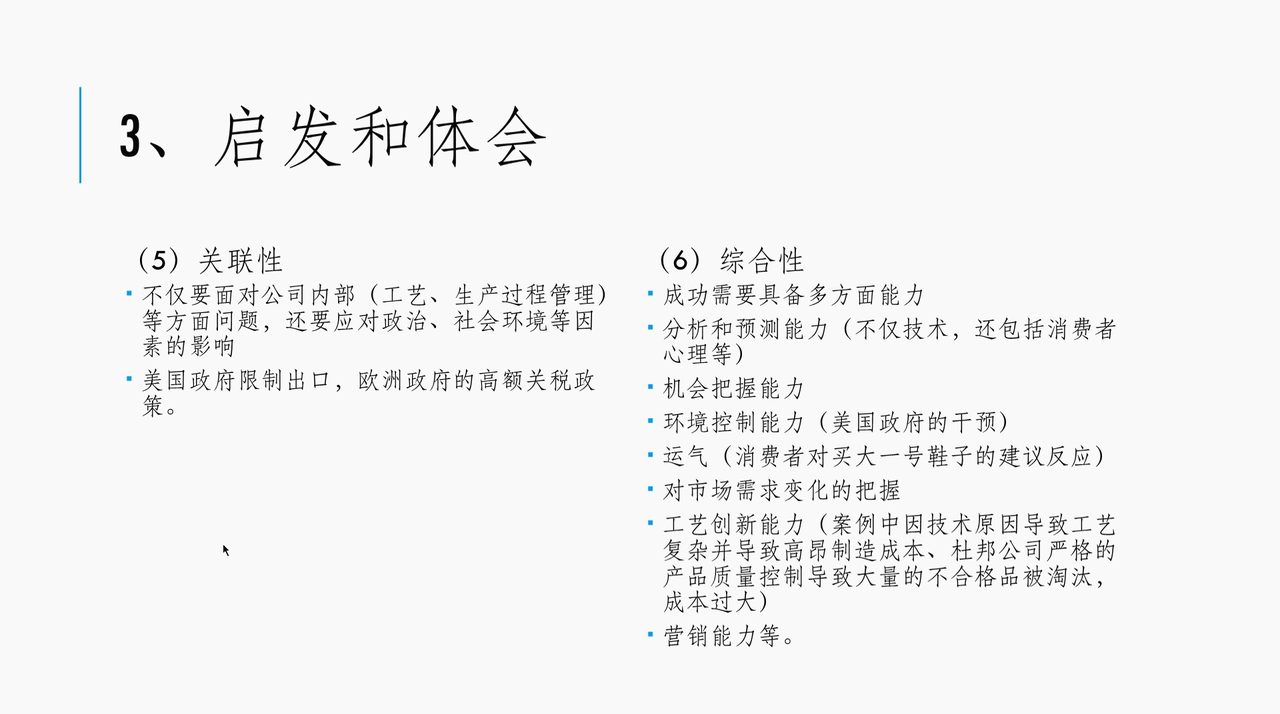 3、启发和体会
（5）关联性
▪ 不仅要面对公司内部（工艺、生产过程管理）
等方面问题，还要应对政治、社会环境等因
素的影响
▪ 美国政府限制出口，欧洲政府的高额关税政
策。
（6）综合性
▪ 成功需要具备多方面能力
▪ 分析和预测能力（不仅技术，还包括消费者
心理等）
▪ 机会把握能力
▪ 环境控制能力（美国政府的干预）
▪ 运气（消费者对买大一号鞋子的建议反应）
▪ 对市场需求变化的把握
▪ 工艺创新能力（案例中因技术原因导致工艺
复杂并导致高昂制造成本、杜邦公司严格的
产品质量控制导致大量的不合格品被淘汰，
成本过大）
▪ 营销能力等。